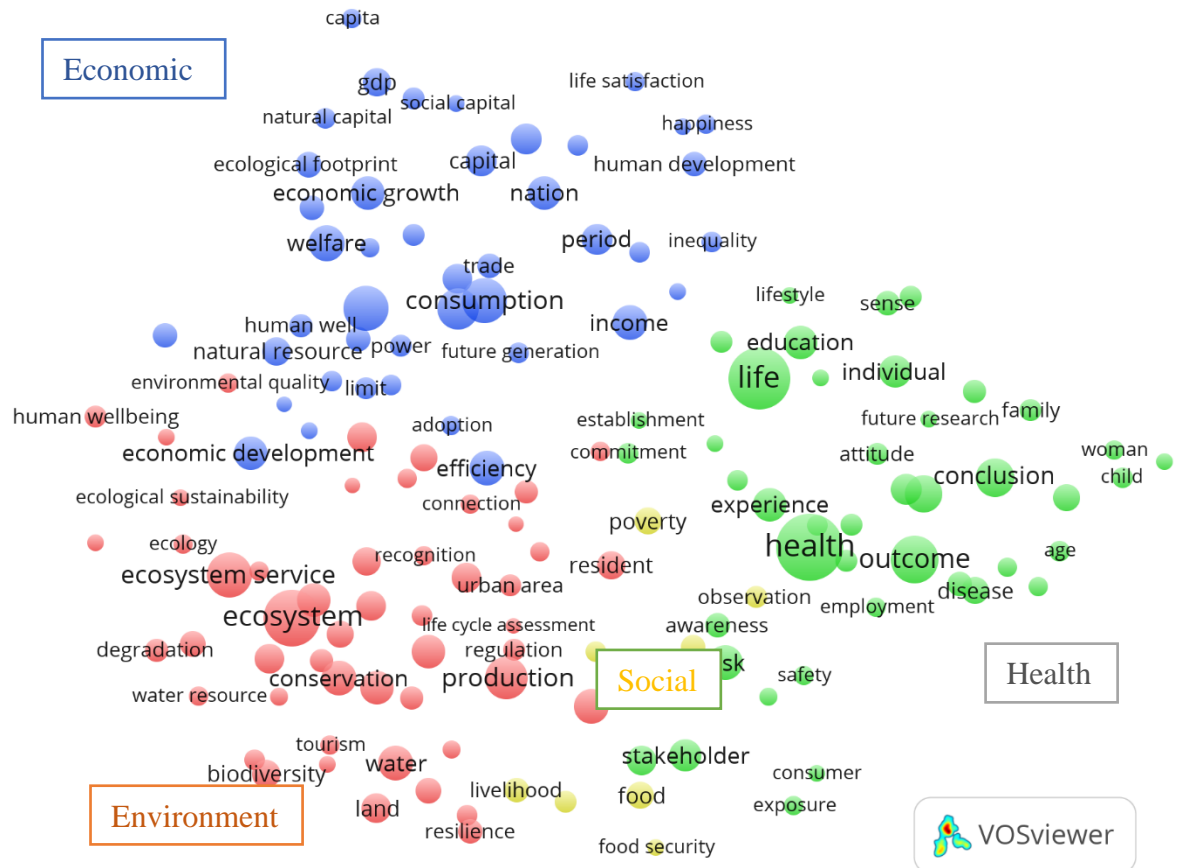 capita
Economic
gdp
life satisfaction
social capital
natural capital
happiness
ecological footprint
capital
human development
economic growth
nation
welfare
period
inequality
trade
consumption
lifestyle
sense
human well
income
education
natural resource
power
future generation
life
individual
environmental quality
limit
human wellbeing
establishment
future research
family
adoption
economic development
commitment
attitude
woman
efficiency
conclusion
child
ecological sustainability
connection
experience
poverty
ecology
recognition
health
age
ecosystem service
resident
outcome
urban area
disease
observation
employment
ecosystem
life cycle assessment
awareness
degradation
regulation
sk
Social
Health
conservation
production
safety
water resource
tourism
stakeholder
biodiversity
water
consumer
livelihood
food
Environment
land
exposure
resilience
VOSviewer
food security